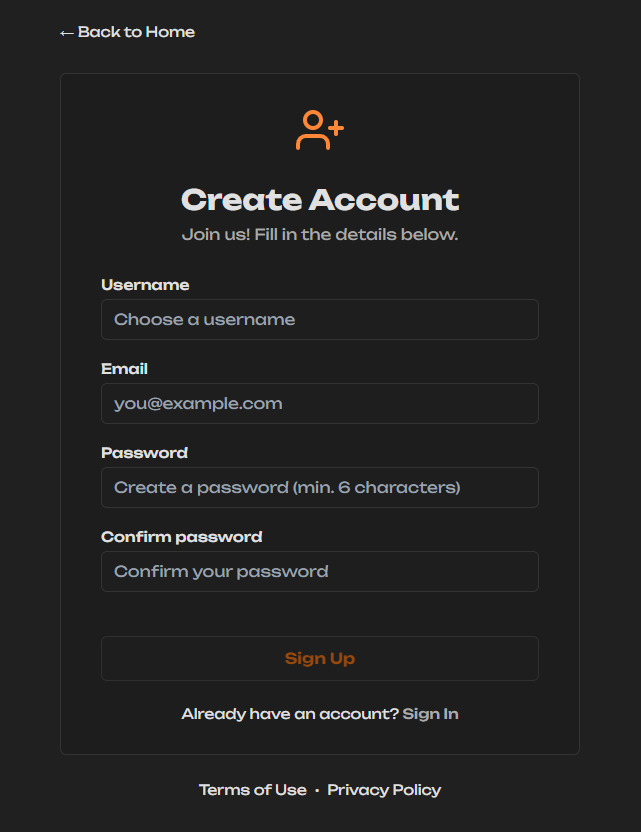 ← Back to Home
Create Account
Join us! Fill in the details below.
Username
Choose a username
Email
you@example.com
Password
Create a password (min. 6 characters)
Confirm password
Confirm your password
Sign Up
Already have an account? Sign In
Terms of Use · Privacy Policy